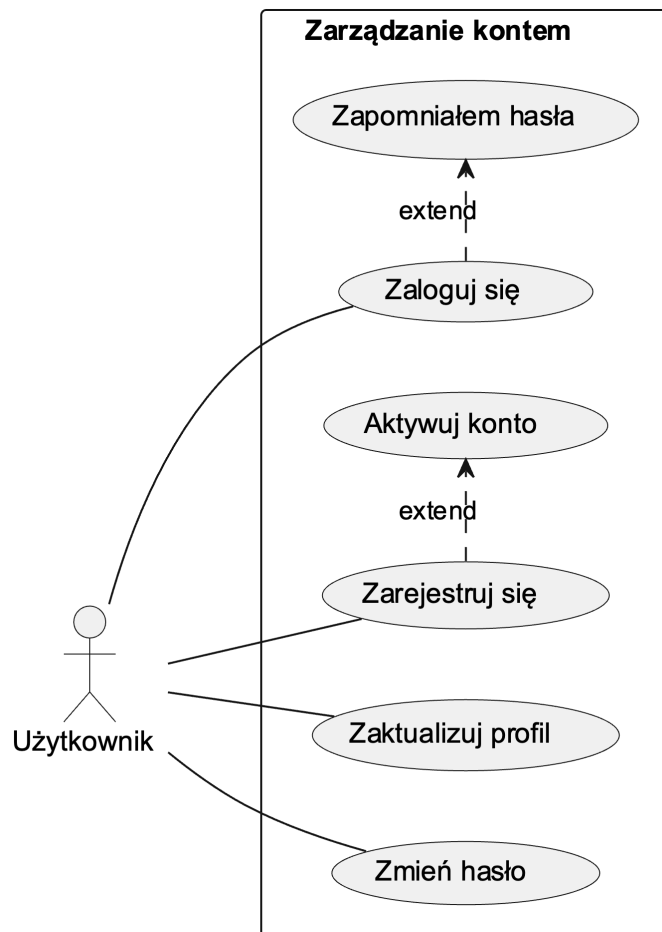 Zarządzanie kontem
Zapomniałem hasła
extend
Zaloguj się
Aktywuj konto
extend
Zarejestruj się
Zaktualizuj profil
Użytkownik
Zmień hasło